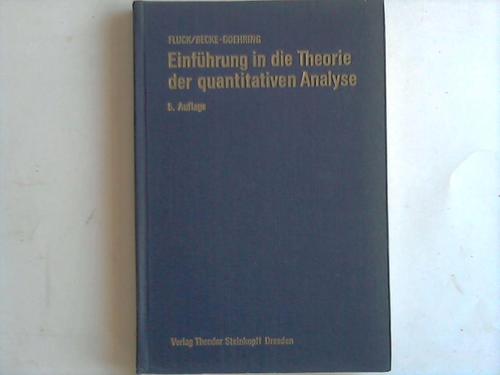 FLUCK/BECKE-GOEHRING
Einführung in die Theorie
der quantitativen Analyse
5. Auflage
Verlag Theodor Steinkopff Dresden